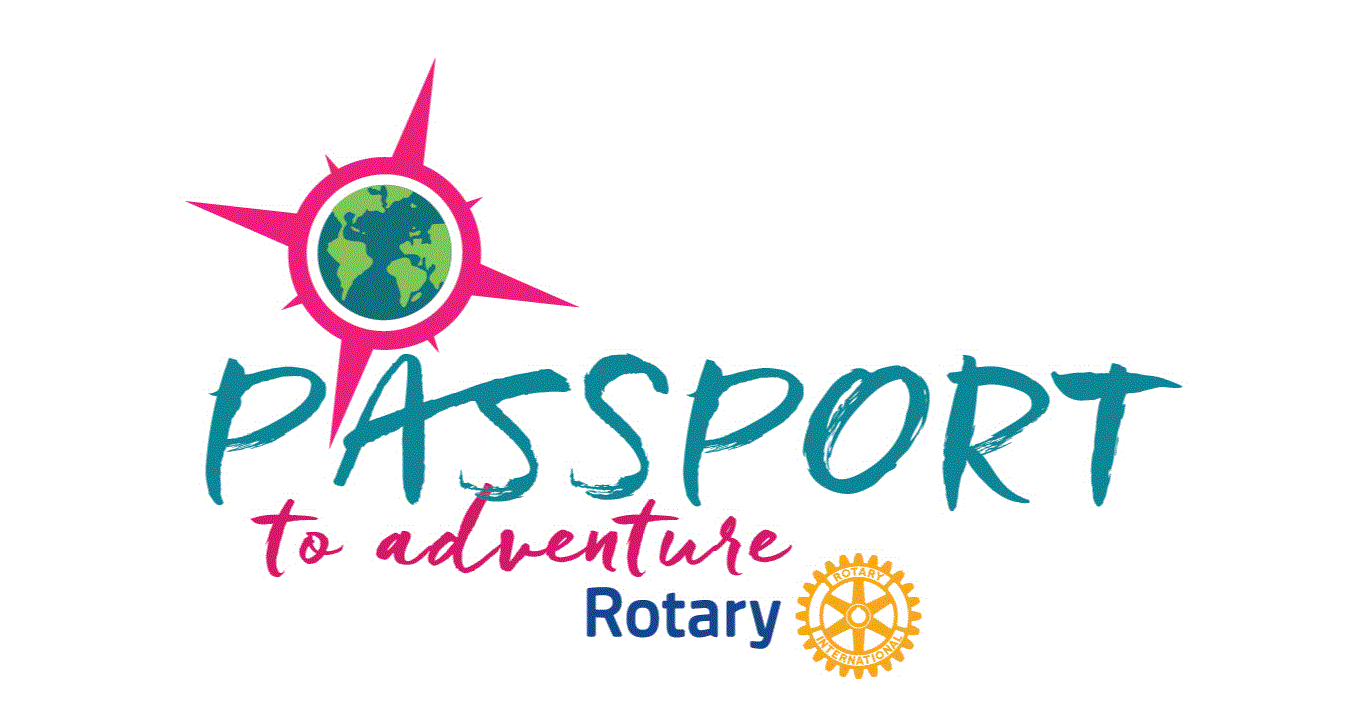 PASSPORT
to adventure
Rotary
ROTARY
INTERNATIONAL